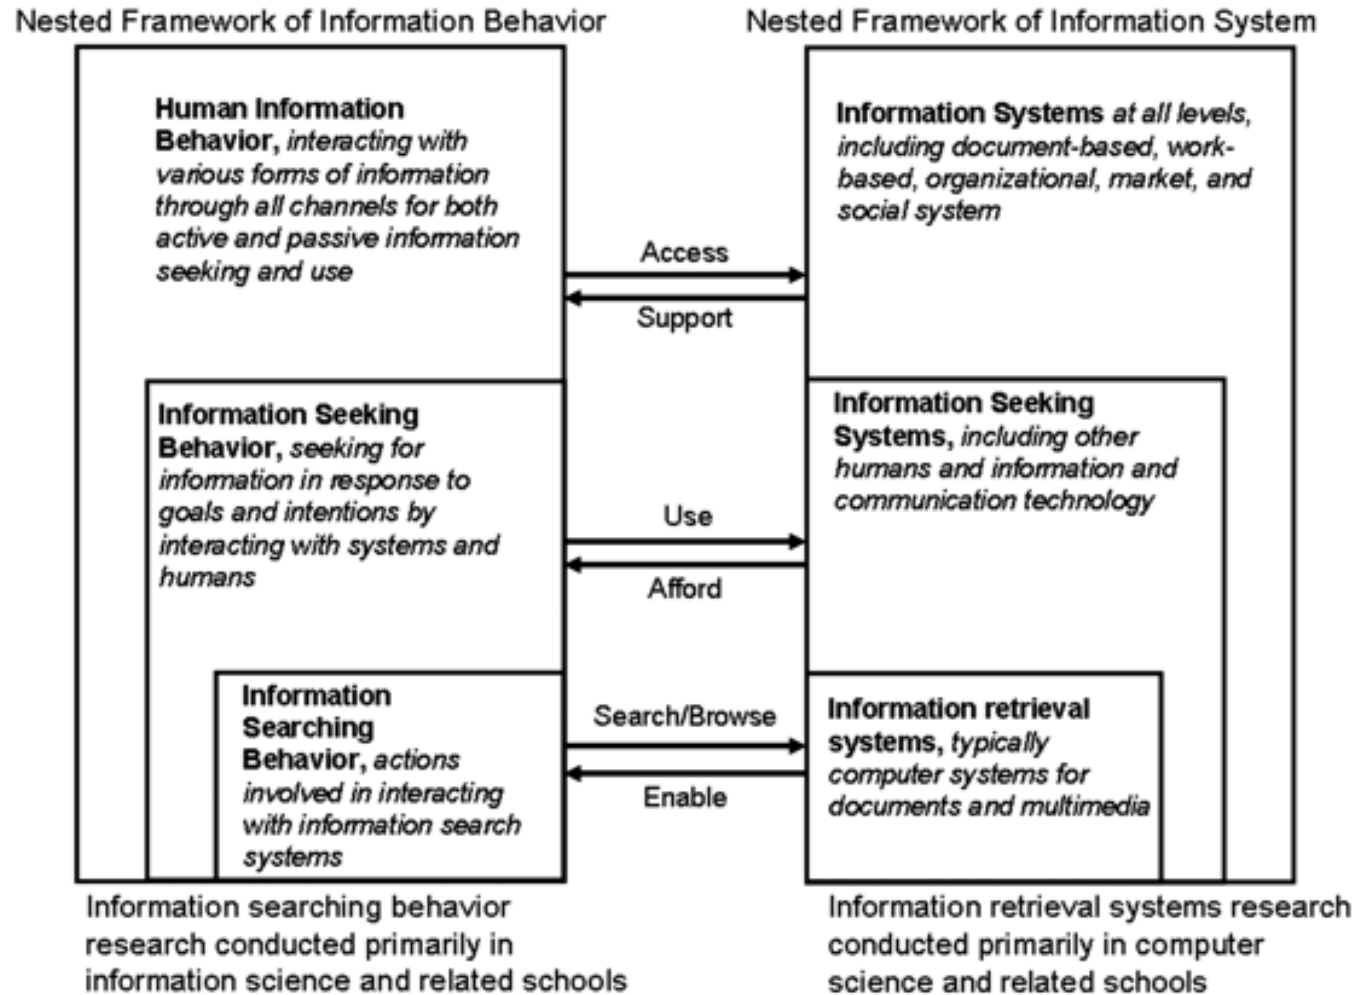 Nested Framework of Information Behavior
Nested Framework of Information System
Human Information
Behavior, interacting with
various forms of information
through all channels for both
active and passive information
seeking and use
Information Systems at all levels,
including document-based, work-
based, organizational, market, and
social system
Access
Support
Information Seeking
Behavior, seeking for
information in response to
goals and intentions by
interacting with systems and
humans
Information Seeking
Systems, including other
humans and information and
communication technology
Use
Afford
Information
Searching
Behavior, actions
involved in interacting
with information search
systems
Search/Browse
Enable
Information retrieval
systems, typically
computer systems for
documents and multimedia
Information searching behavior
research conducted primarily in
information science and related schools
Information retrieval systems research
conducted primarily in computer
science and related schools